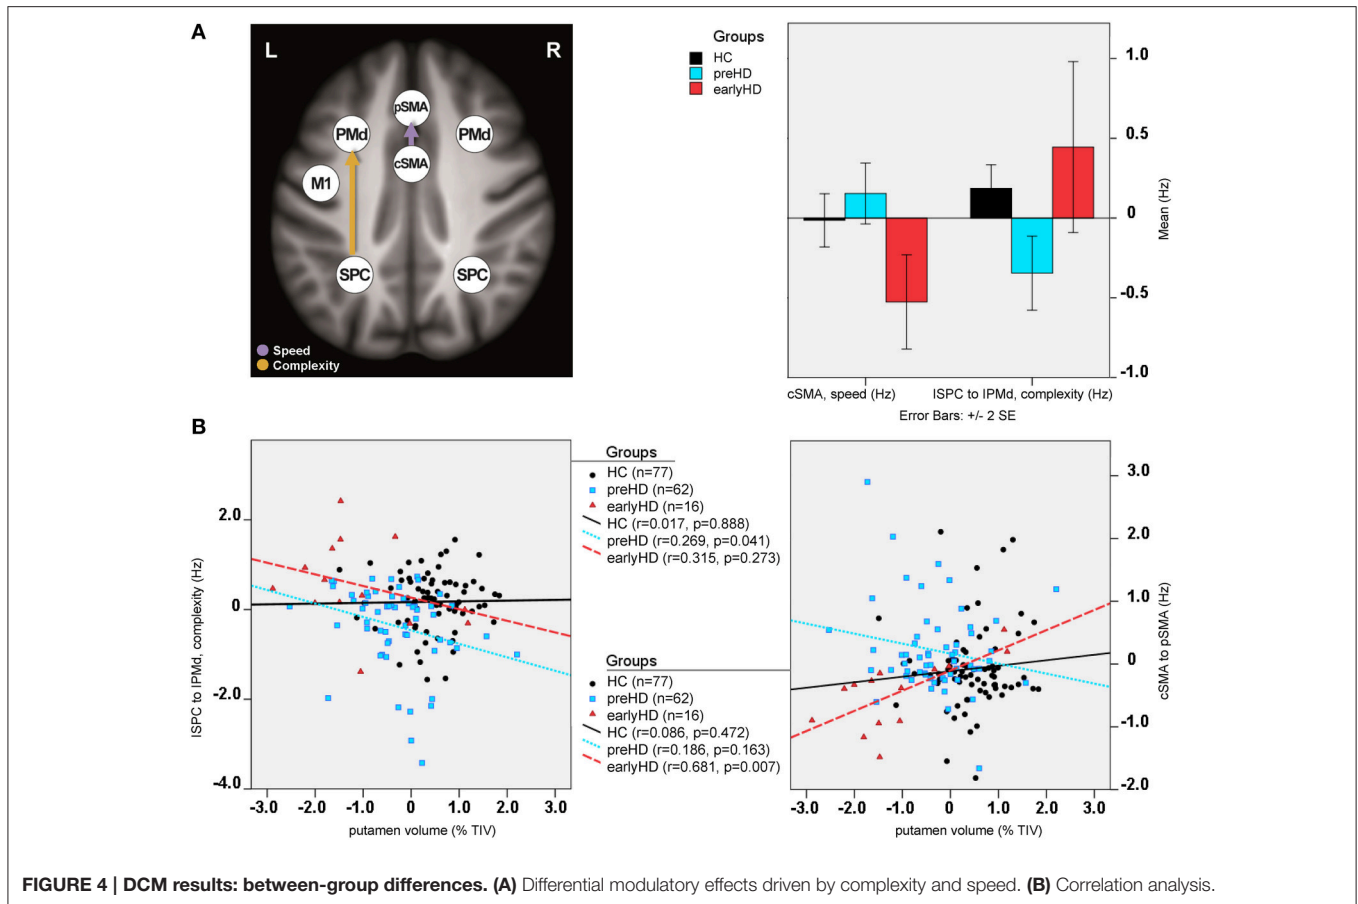 A
L
R
pSMA
PMd
PMd
cSMA
M1
SPC
SPC
Speed
Complexity
Groups
HC
preHD
earlyHD
1.0
0.5
0
-0.5
-1.0
Mean (Hz)
cSMA, speed (Hz)
lSPC to lPMd, complexity (Hz)
Error Bars: +/- 2 SE
B
lSPC to lPMd, complexity (Hz)
2.0
0
-2.0
-4.0
-3.0 -2.0 -1.0 0 1.0 2.0 3.0
putamen volume (% TIV)
Groups
HC (n=77)
preHD (n=62)
earlyHD (n=16)
HC (r=0.017, p=0.888)
preHD (r=0.269, p=0.041)
earlyHD (r=0.315, p=0.273)
Groups
HC (n=77)
preHD (n=62)
earlyHD (n=16)
HC (r=0.086, p=0.472)
preHD (r=0.186, p=0.163)
earlyHD (r=0.681, p=0.007)
3.0
2.0
1.0
0
-1.0
-2.0
cSMA to pSMA (Hz)
-3.0 -2.0 -1.0 0 1.0 2.0 3.0
putamen volume (% TIV)
FIGURE 4 | DCM results: between-group differences. (A) Differential modulatory effects driven by complexity and speed. (B) Correlation analysis.